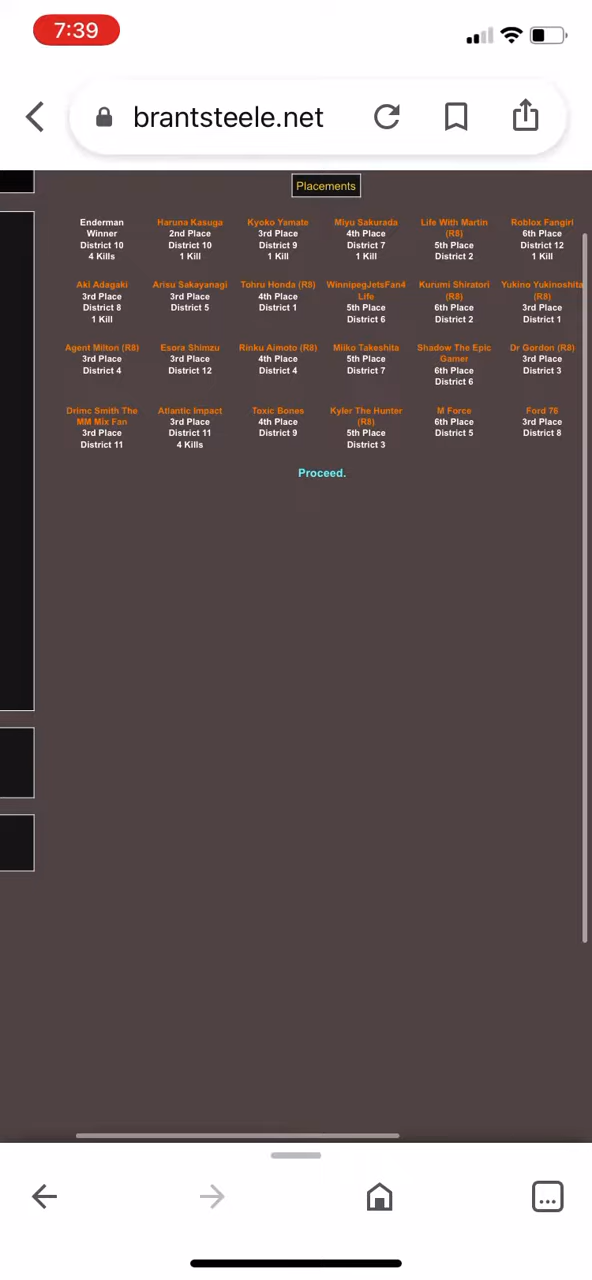 7:39
brantsteele.net
Placements
Enderman
Winner
District 10
4 Kills
Haruna Kasuga
2nd Place
District 10
1 Kill
Kyoko Yamate
3rd Place
District 9
1 Kill
Miyu Sakurada
4th Place
District 7
1 Kill
Life With Martin
(R8)
5th Place
District 2
Roblox Fangirl
6th Place
District 12
1 Kill
Aki Adagaki
3rd Place
District 8
1 Kill
Arisu Sakayanagi
3rd Place
District 5
Tohru Honda (R8)
4th Place
District 1
WinnipegJetsFan4
Life
5th Place
District 6
Kurumi Shiratori
(R8)
6th Place
District 2
Yukino Yukinoshita
(R8)
3rd Place
District 1
Agent Milton (R8)
3rd Place
District 4
Esora Shimzu
3rd Place
District 12
Rinku Aimoto (R8)
4th Place
District 4
Miiko Takeshita
5th Place
District 7
Shadow The Epic
Gamer
6th Place
District 6
Dr Gordon (R8)
3rd Place
District 3
Drimc Smith The
MM Mix Fan
3rd Place
District 11
Atlantic Impact
3rd Place
District 11
4 Kills
Toxic Bones
4th Place
District 9
Kyler The Hunter
(R8)
5th Place
District 3
M Force
6th Place
District 5
Ford 76
3rd Place
District 8
Proceed.